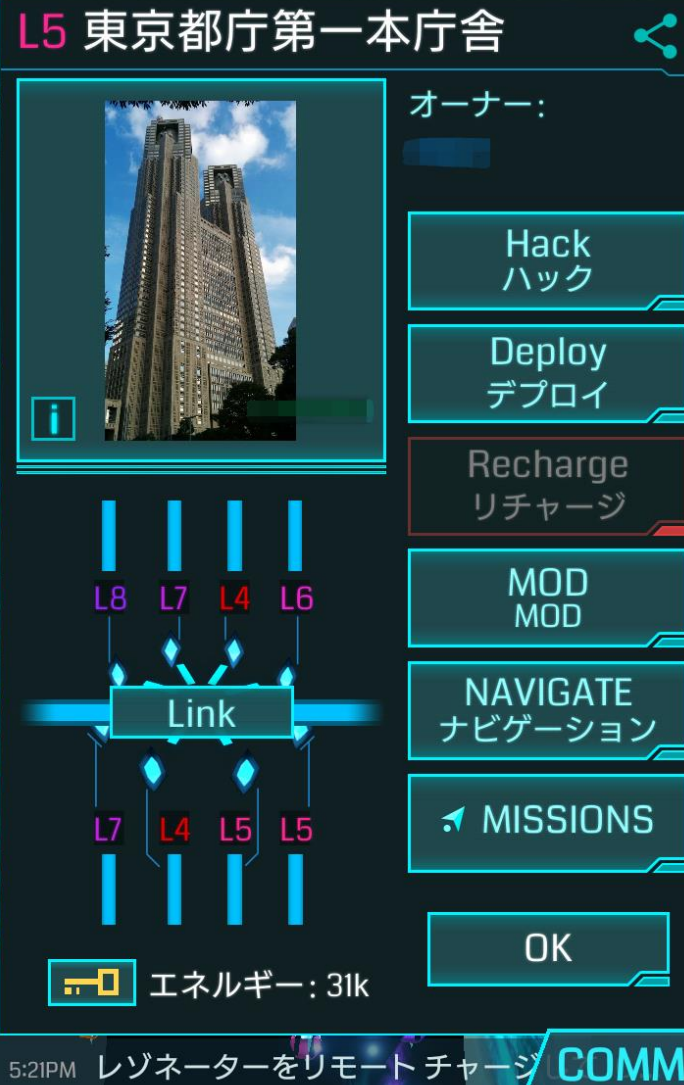 L5 東京都庁第一本庁舎
オーナー:
Hack
ハック
Deploy
デプロイ
Recharge
リチャージ
MOD
MOD
NAVIGATE
ナビゲーション
MISSIONS
i
L8 L7 L4 L6
Link
L7 L4 L5 L5
OK
エネルギー: 31k
5:21PM レゾネーターをリモート チャージ
COMM